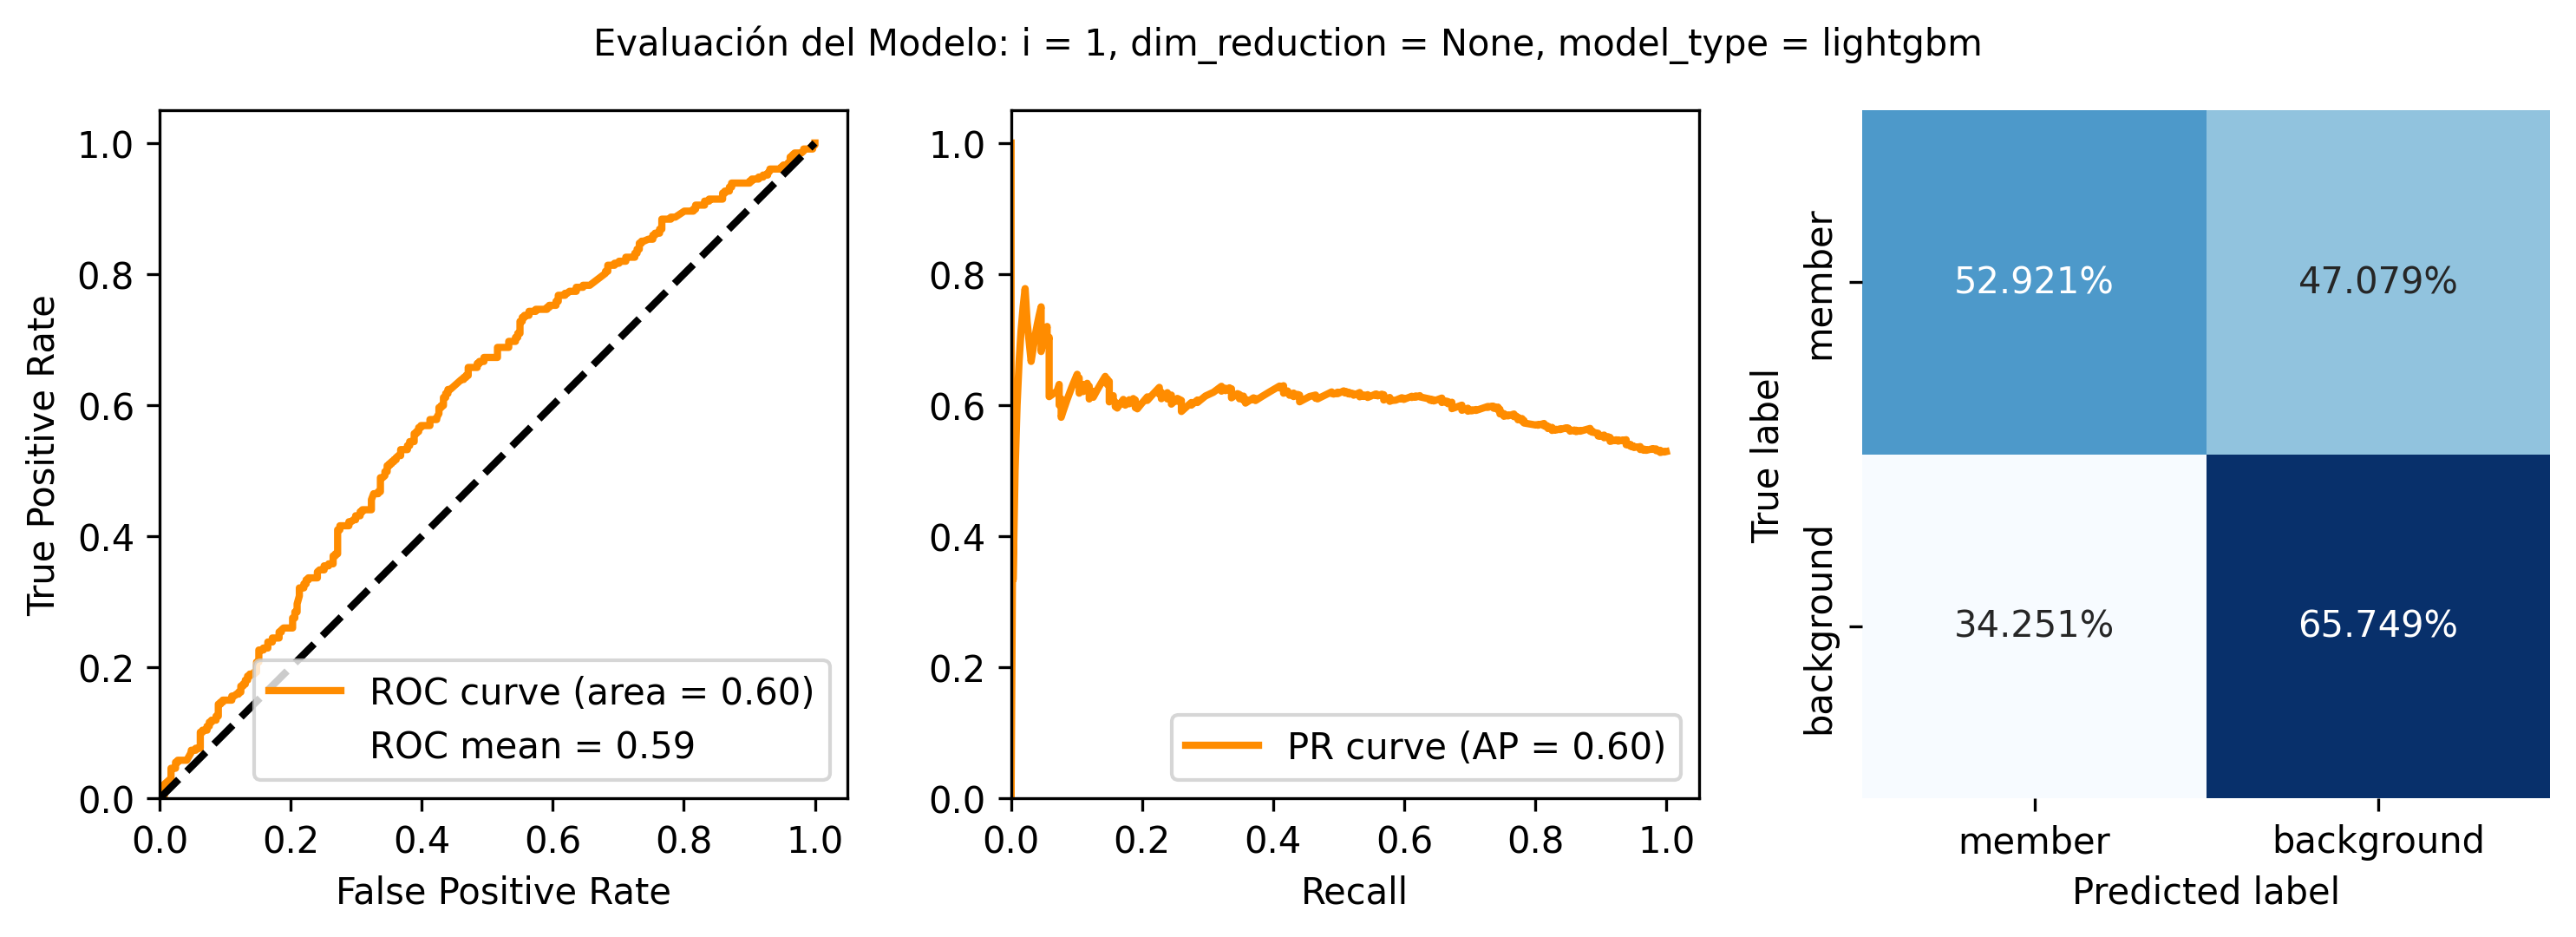 Evaluación del Modelo: i = 1, dim_reduction = None, model_type = lightgbm
True Positive Rate
1.0
0.8
0.6
0.4
0.2
0.0
0.0 0.2 0.4 0.6 0.8 1.0
False Positive Rate
ROC curve (area = 0.60)
ROC mean = 0.59
1.0
0.8
0.6
0.4
0.2
0.0
0.0 0.2 0.4 0.6 0.8 1.0
Recall
PR curve (AP = 0.60)
True label
member
background
52.921% 47.079%
34.251% 65.749%
member background
Predicted label